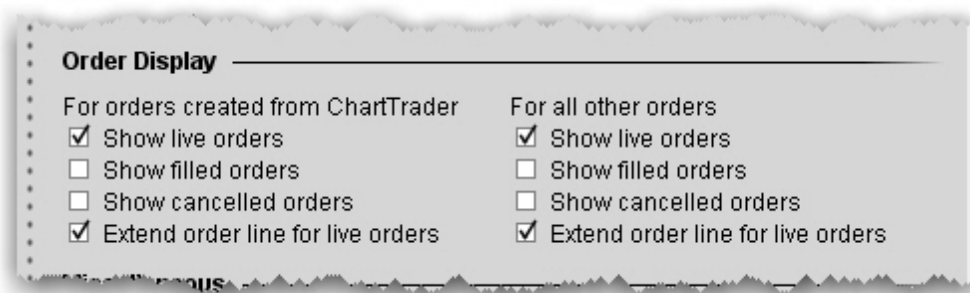 Order Display
For orders created from ChartTrader
Show live orders
Show filled orders
Show cancelled orders
Extend order line for live orders
For all other orders
Show live orders
Show filled orders
Show cancelled orders
Extend order line for live orders